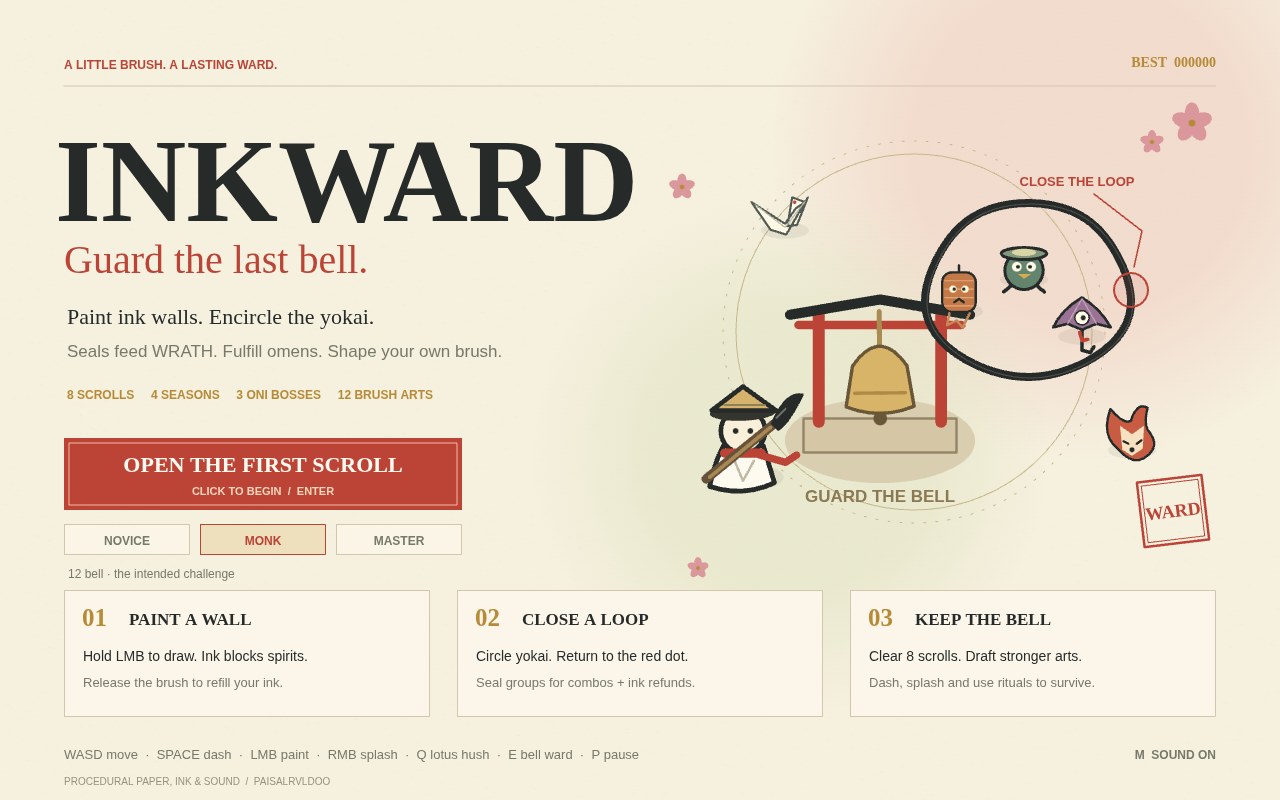 A LITTLE BRUSH. A LASTING WARD.
BEST 000000
INKWARD
Guard the last bell.
Paint ink walls. Encircle the yokai.
Seals feed WRATH. Fulfill omens. Shape your own brush.
8 SCROLLS 4 SEASONS 3 ONI BOSSES 12 BRUSH ARTS
OPEN THE FIRST SCROLL
CLICK TO BEGIN / ENTER
NOVICE
MONK
MASTER
12 bell · the intended challenge
CLOSE THE LOOP
GUARD THE BELL
WARD
01 PAINT A WALL
Hold LMB to draw. Ink blocks spirits.
Release the brush to refill your ink.
02 CLOSE A LOOP
Circle yokai. Return to the red dot.
Seal groups for combos + ink refunds.
03 KEEP THE BELL
Clear 8 scrolls. Draft stronger arts.
Dash, splash and use rituals to survive.
WASD move · SPACE dash · LMB paint · RMB splash · Q lotus hush · E bell ward · P pause
M SOUND ON
PROCEDURAL PAPER, INK & SOUND / PAISALRVLDOO